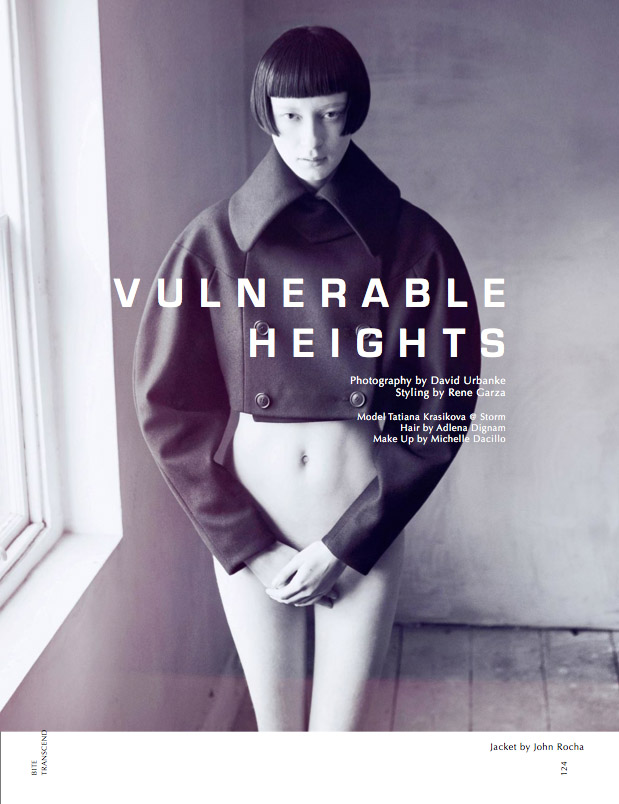 VULNERABLE
HEIGHTS
Photography by David Urbanke
Styling by Rene Garza
Model Tatiana Krasikova @ Storm
Hair by Adlena Dignam
Make Up by Michelle Dacillo
Jacket by John Rocha
BITE
TRANSCEND
124